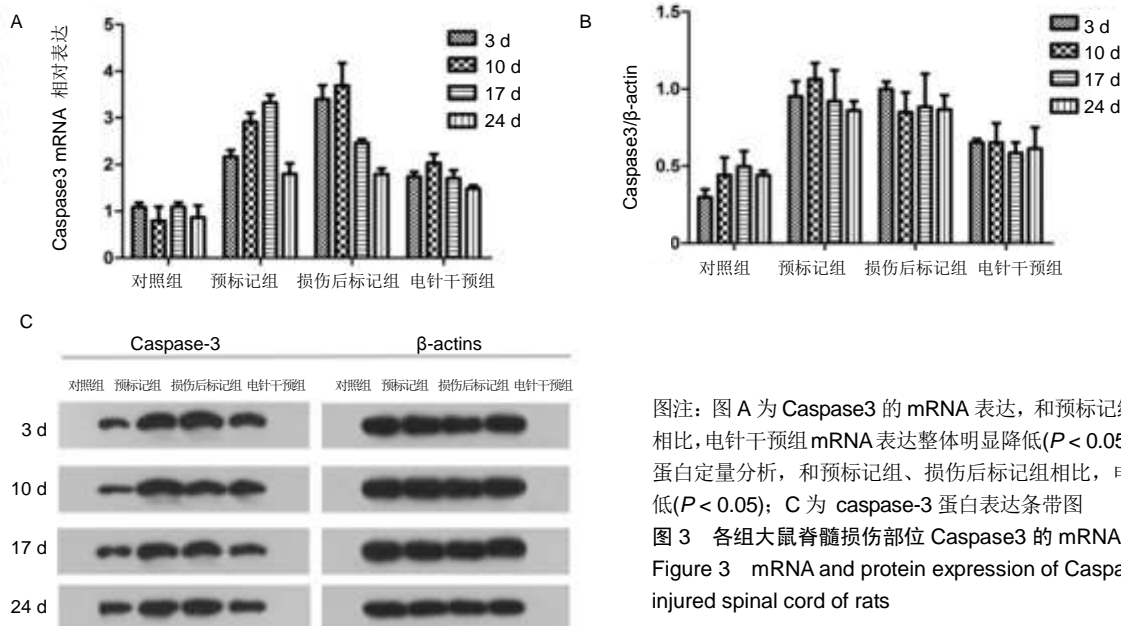 A
Caspase3 mRNA 相对表达
5
4
3
2
1
0
3 d
10 d
17 d
24 d
对照组 预标记组 损伤后标记组 电针干预组
B
Caspase3/β-actin
1.5
1.0
0.5
0
3 d
10 d
17 d
24 d
对照组 预标记组 损伤后标记组 电针干预组
C
Caspase-3 β-actins
对照组 预标记组 损伤后标记组 电针干预组 对照组 预标记组 损伤后标记组 电针干预组
3 d
10 d
17 d
24 d
图注：图 A 为 Caspase3 的 mRNA 表达，和预标记组
相比，电针干预组 mRNA 表达整体明显降低(P < 0.05
蛋白定量分析，和预标记组、损伤后标记组相比，电
低(P < 0.05)；C 为 caspase-3 蛋白表达条带图
图 3 各组大鼠脊髓损伤部位 Caspase3 的 mRNA
Figure 3 mRNA and protein expression of Caspa
injured spinal cord of rats